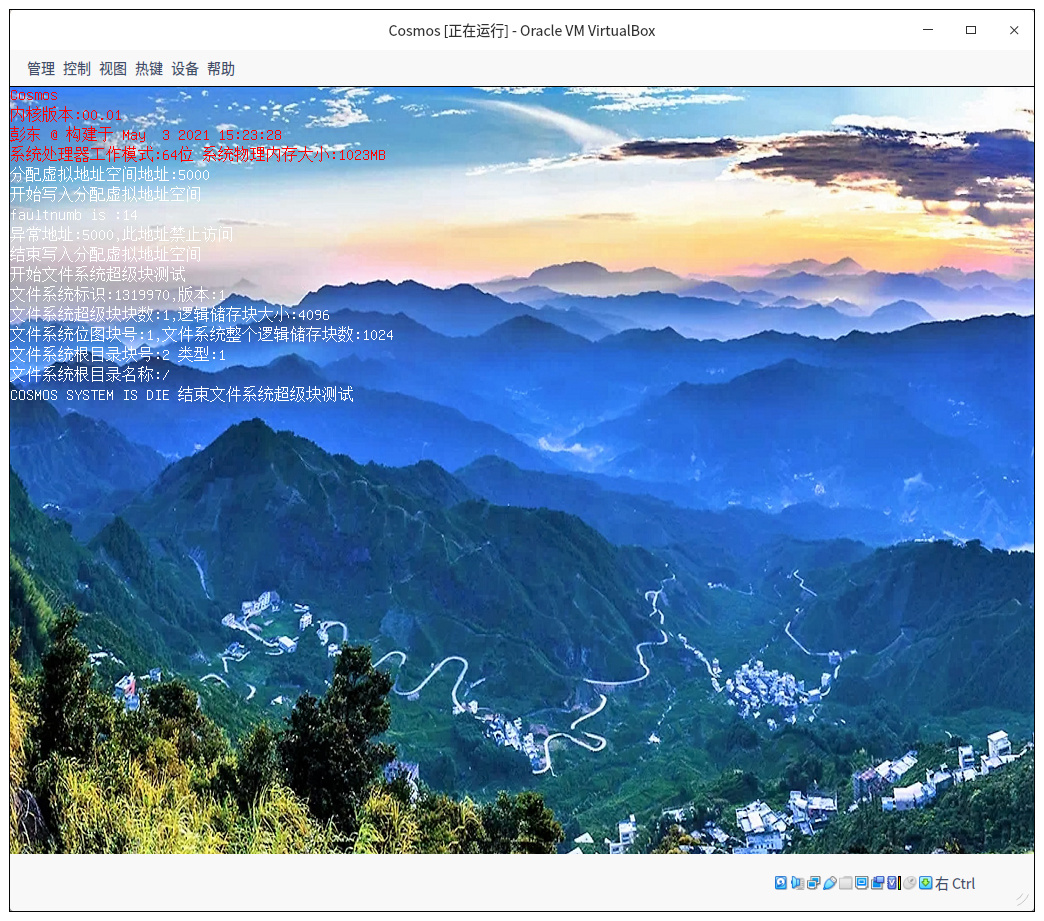 Cosmos [正在运行] - Oracle VM VirtualBox
管理 控制 视图 热键 设备 帮助
Cosmos
内核版本:00.01
彭东 @ 构建于 May  3 2021 15:23:28
系统处理器工作模式:64位 系统物理内存大小:1023MB
分配虚拟地址空间地址:5000
开始写入分配虚拟地址空间
faultnumb is :14
异常地址:5000,此地址禁止访问
结束写入分配虚拟地址空间
开始文件系统超级块测试
文件系统标识:1319970,版本:1
文件系统超级块块数:1,逻辑储存块大小:4096
文件系统位图块号:1,文件系统整个逻辑储存块数:1024
文件系统根目录块号:2 类型:1
文件系统根目录名称:/
COSMOS SYSTEM IS DIE 结束文件系统超级块测试
右 Ctrl